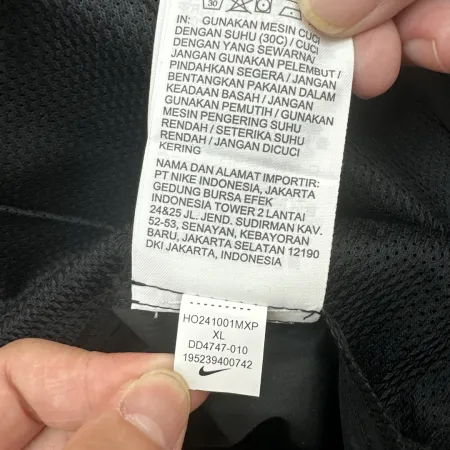 30
IN: GUNAKAN MESIN CUCI
DENGAN SUHU (30C) / CUCI
DENGAN YANG SEWARNA/
JANGAN GUNAKAN PELEMBUT /
PINDAHKAN SEGERA / JANGAN
BENTANGKAN PAKAIAN DALAM
KEADAAN BASAH / JANGAN
GUNAKAN PEMUTIH / GUNAKAN
MESIN PENGERING SUHU
RENDAH / SETERIKA SUHU
RENDAH / JANGAN DICUCI
KERING
NAMA DAN ALAMAT IMPORTIR:
PT NIKE INDONESIA, JAKARTA
GEDUNG BURSA EFEK
INDONESIA TOWER 2 LANTAI
24&25 JL. JEND. SUDIRMAN KAV.
52-53, SENAYAN, KEBAYORAN
BARU, JAKARTA SELATAN 12190
DKI JAKARTA, INDONESIA
HO241001MXP
XL
DD4747-010
195239400742